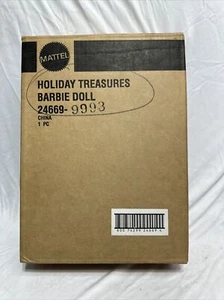 MATTEL
HOLIDAY TREASURES
BARBIE DOLL
24669-9993
CHINA
1 PC